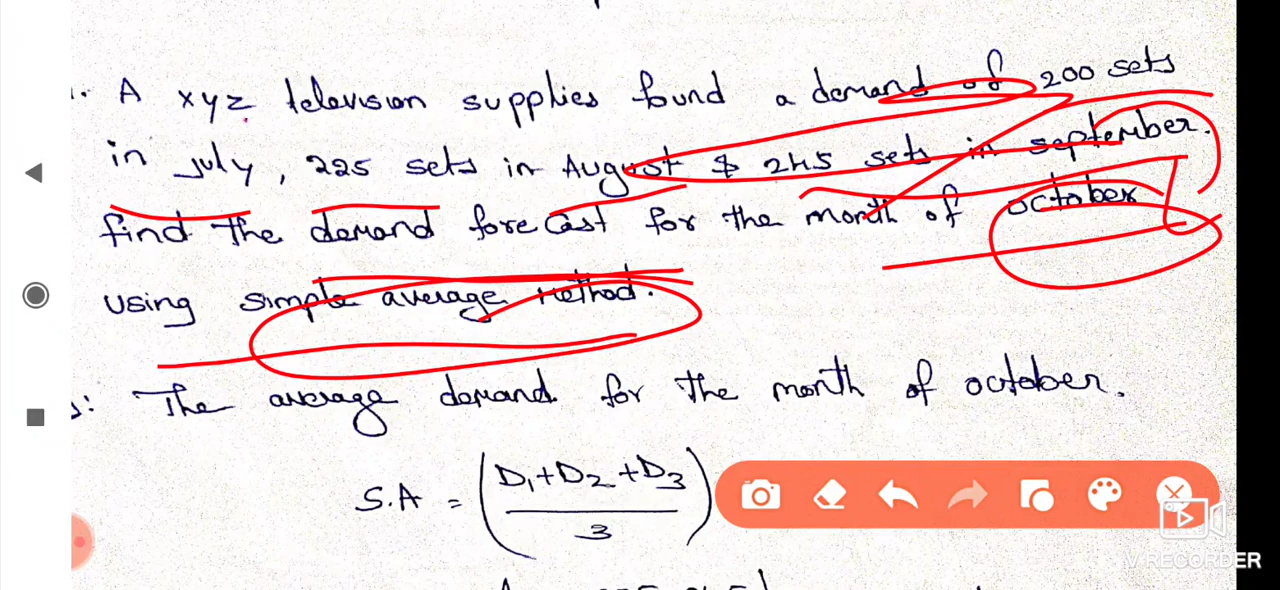 . A xyz television supplies found a demand of 200 sets
in july, 225 sets in August & 245 sets in september.
find the demand forecast for the month of october
using simple average method.
s: The average demand for the month of october.
S.A = (D1+D2+D3 / 3)
V RECORDER